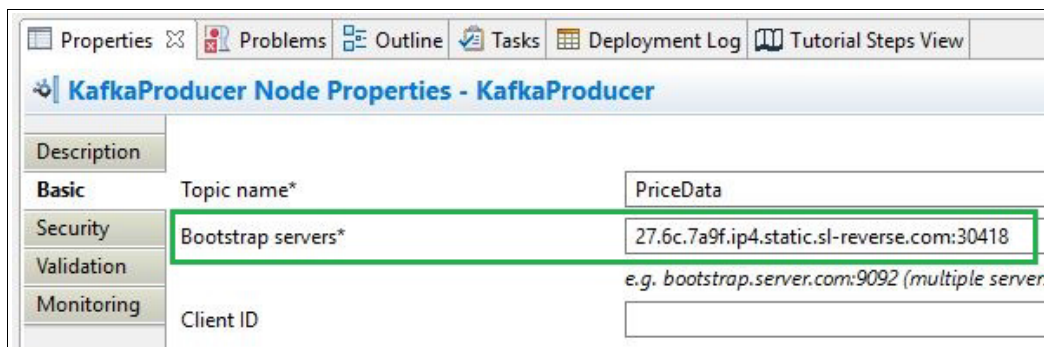 Properties Problems Outline Tasks Deployment Log Tutorial Steps View
KafkaProducer Node Properties - KafkaProducer
Description
Basic Topic name* PriceData
Security Bootstrap servers* 27.6c.7a9f.ip4.static.sl-reverse.com:30418
Validation e.g. bootstrap.server.com:9092 (multiple server
Monitoring Client ID